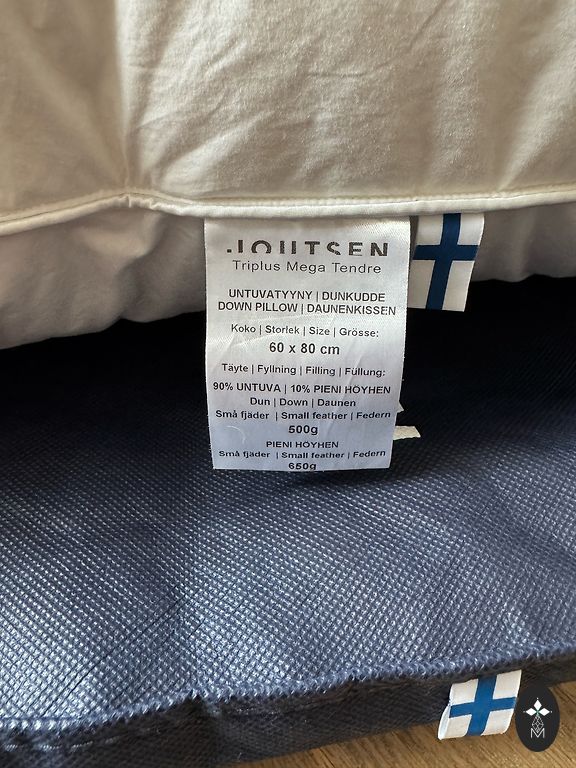 JOUTSEN
Triplus Mega Tendre
UNTUVATYYNY | DUNKUDDE
DOWN PILLOW | DAUNENKISSEN
Koko | Storlek | Size | Grösse:
60 x 80 cm
Täyte | Fyllning | Filling | Füllung:
90% UNTUVA | 10% PIENI HÖYHEN
Dun | Down | Daunen
Små fjäder | Small feather | Federn
500g
PIENI HÖYHEN
Små fjäder | Small feather | Federn
650g
M